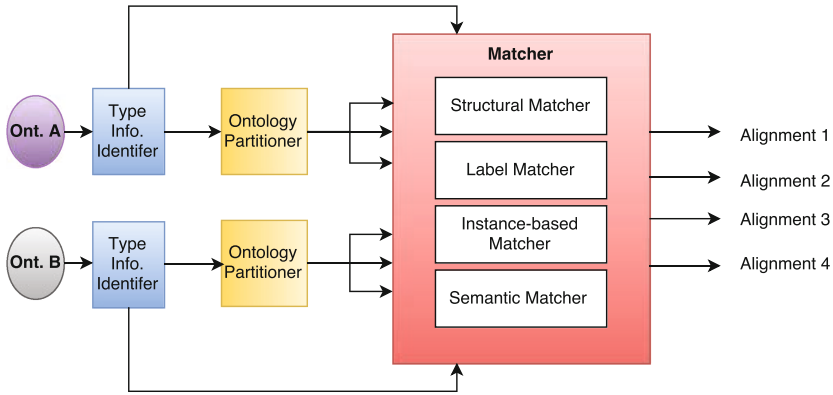 Matcher
Ont. A
Type
Info.
Identifer
Ontology
Partitioner
Structural Matcher
Label Matcher
Instance-based
Matcher
Semantic Matcher
Alignment 1
Alignment 2
Alignment 3
Alignment 4
Ont. B
Type
Info.
Identifer
Ontology
Partitioner